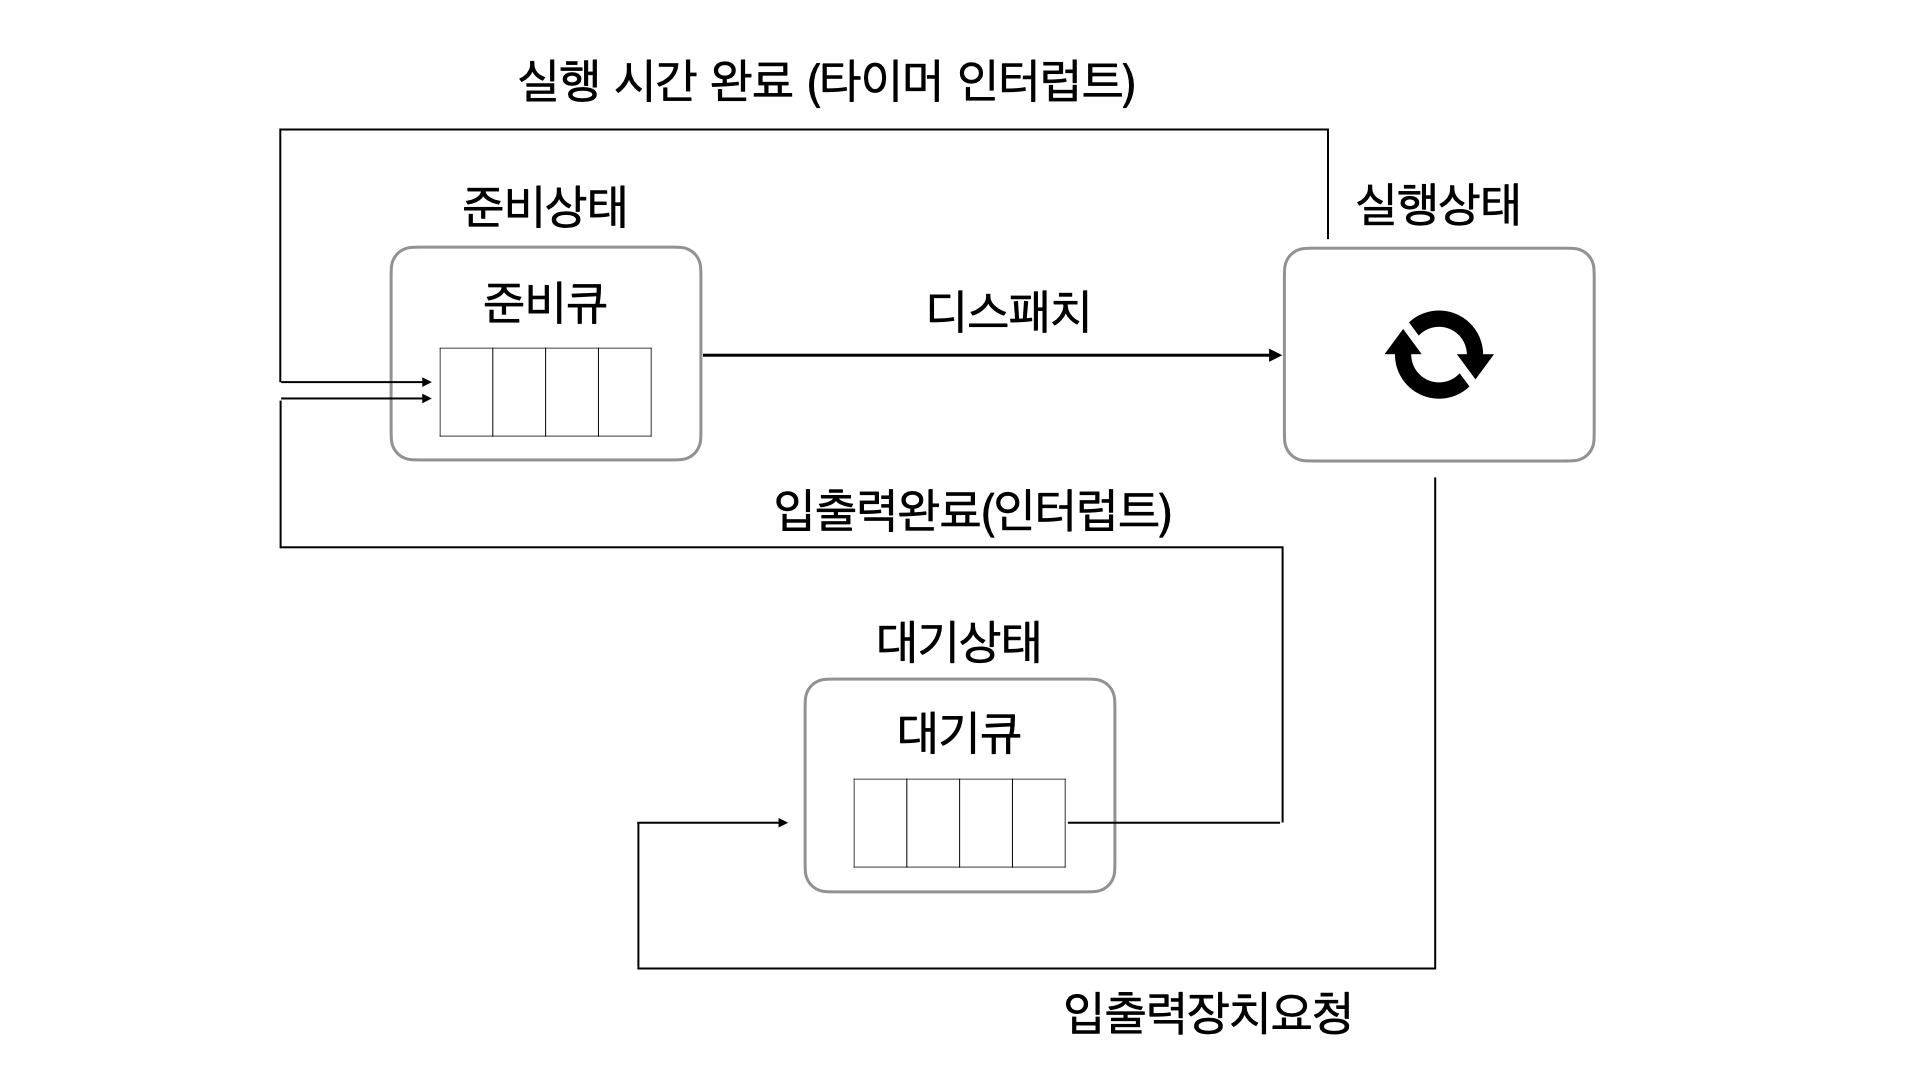 실행 시간 완료 (타이머 인터럽트)
준비상태
실행상태
준비큐
디스패치
입출력완료(인터럽트)
대기상태
대기큐
입출력장치요청